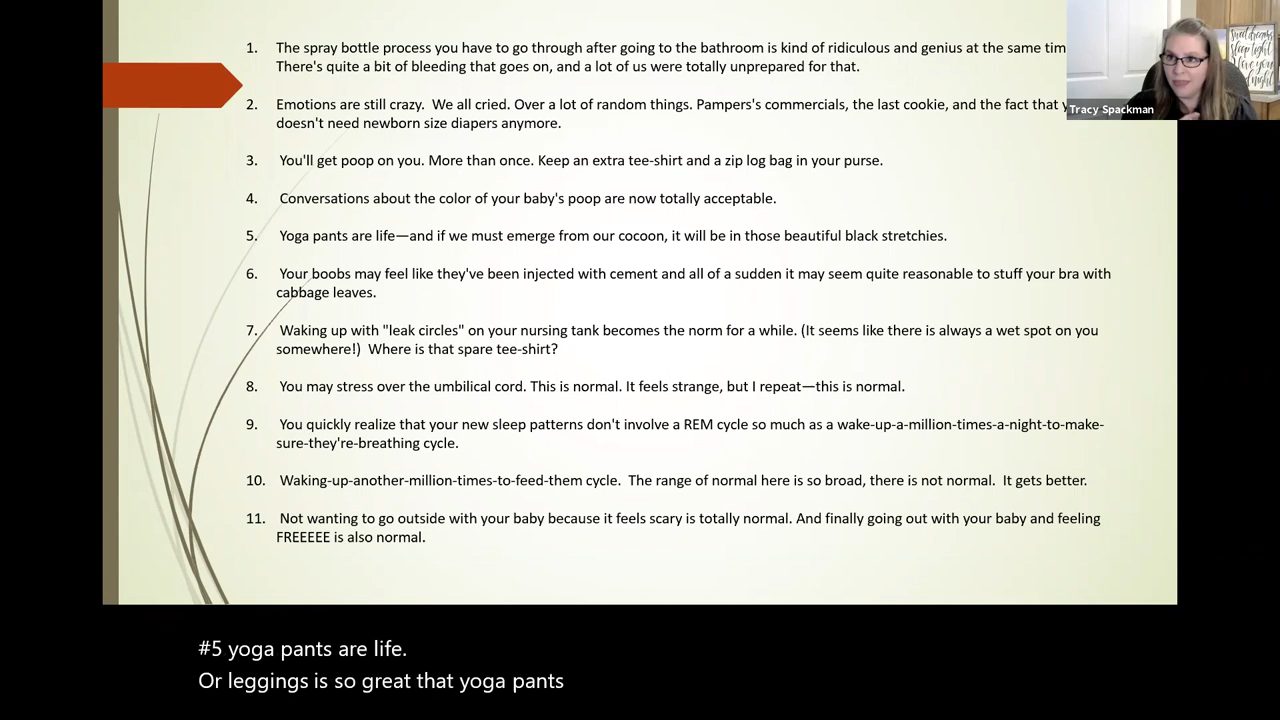 1. The spray bottle process you have to go through after going to the bathroom is kind of ridiculous and genius at the same tim
There's quite a bit of bleeding that goes on, and a lot of us were totally unprepared for that.
2. Emotions are still crazy.  We all cried. Over a lot of random things. Pampers's commercials, the last cookie, and the fact that y
doesn't need newborn size diapers anymore.
3. You'll get poop on you. More than once. Keep an extra tee-shirt and a zip log bag in your purse.
4. Conversations about the color of your baby's poop are now totally acceptable.
5. Yoga pants are life—and if we must emerge from our cocoon, it will be in those beautiful black stretchies.
6. Your boobs may feel like they've been injected with cement and all of a sudden it may seem quite reasonable to stuff your bra with
cabbage leaves.
7. Waking up with "leak circles" on your nursing tank becomes the norm for a while. (It seems like there is always a wet spot on you
somewhere!)  Where is that spare tee-shirt?
8. You may stress over the umbilical cord. This is normal. It feels strange, but I repeat—this is normal.
9. You quickly realize that your new sleep patterns don't involve a REM cycle so much as a wake-up-a-million-times-a-night-to-make-
sure-they're-breathing cycle.
10. Waking-up-another-million-times-to-feed-them cycle.  The range of normal here is so broad, there is not normal.  It gets better.
11. Not wanting to go outside with your baby because it feels scary is totally normal. And finally going out with your baby and feeling
FREEEEE is also normal.
Tracy Spackman
sweet dreams
sleep tight
love you
#5 yoga pants are life.
Or leggings is so great that yoga pants